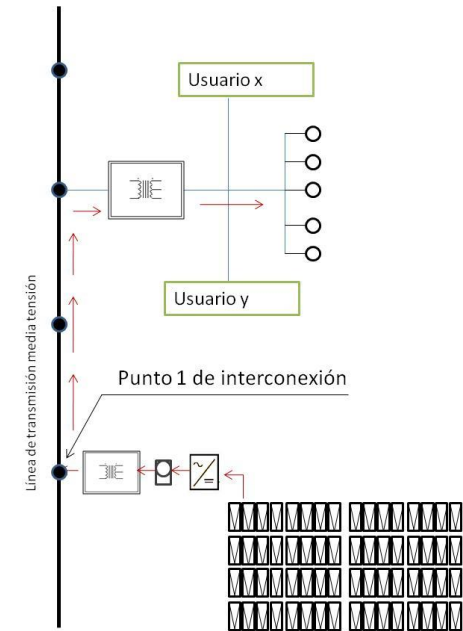 Usuario x
Usuario y
Línea de transmisión media tensión
Punto 1 de interconexión